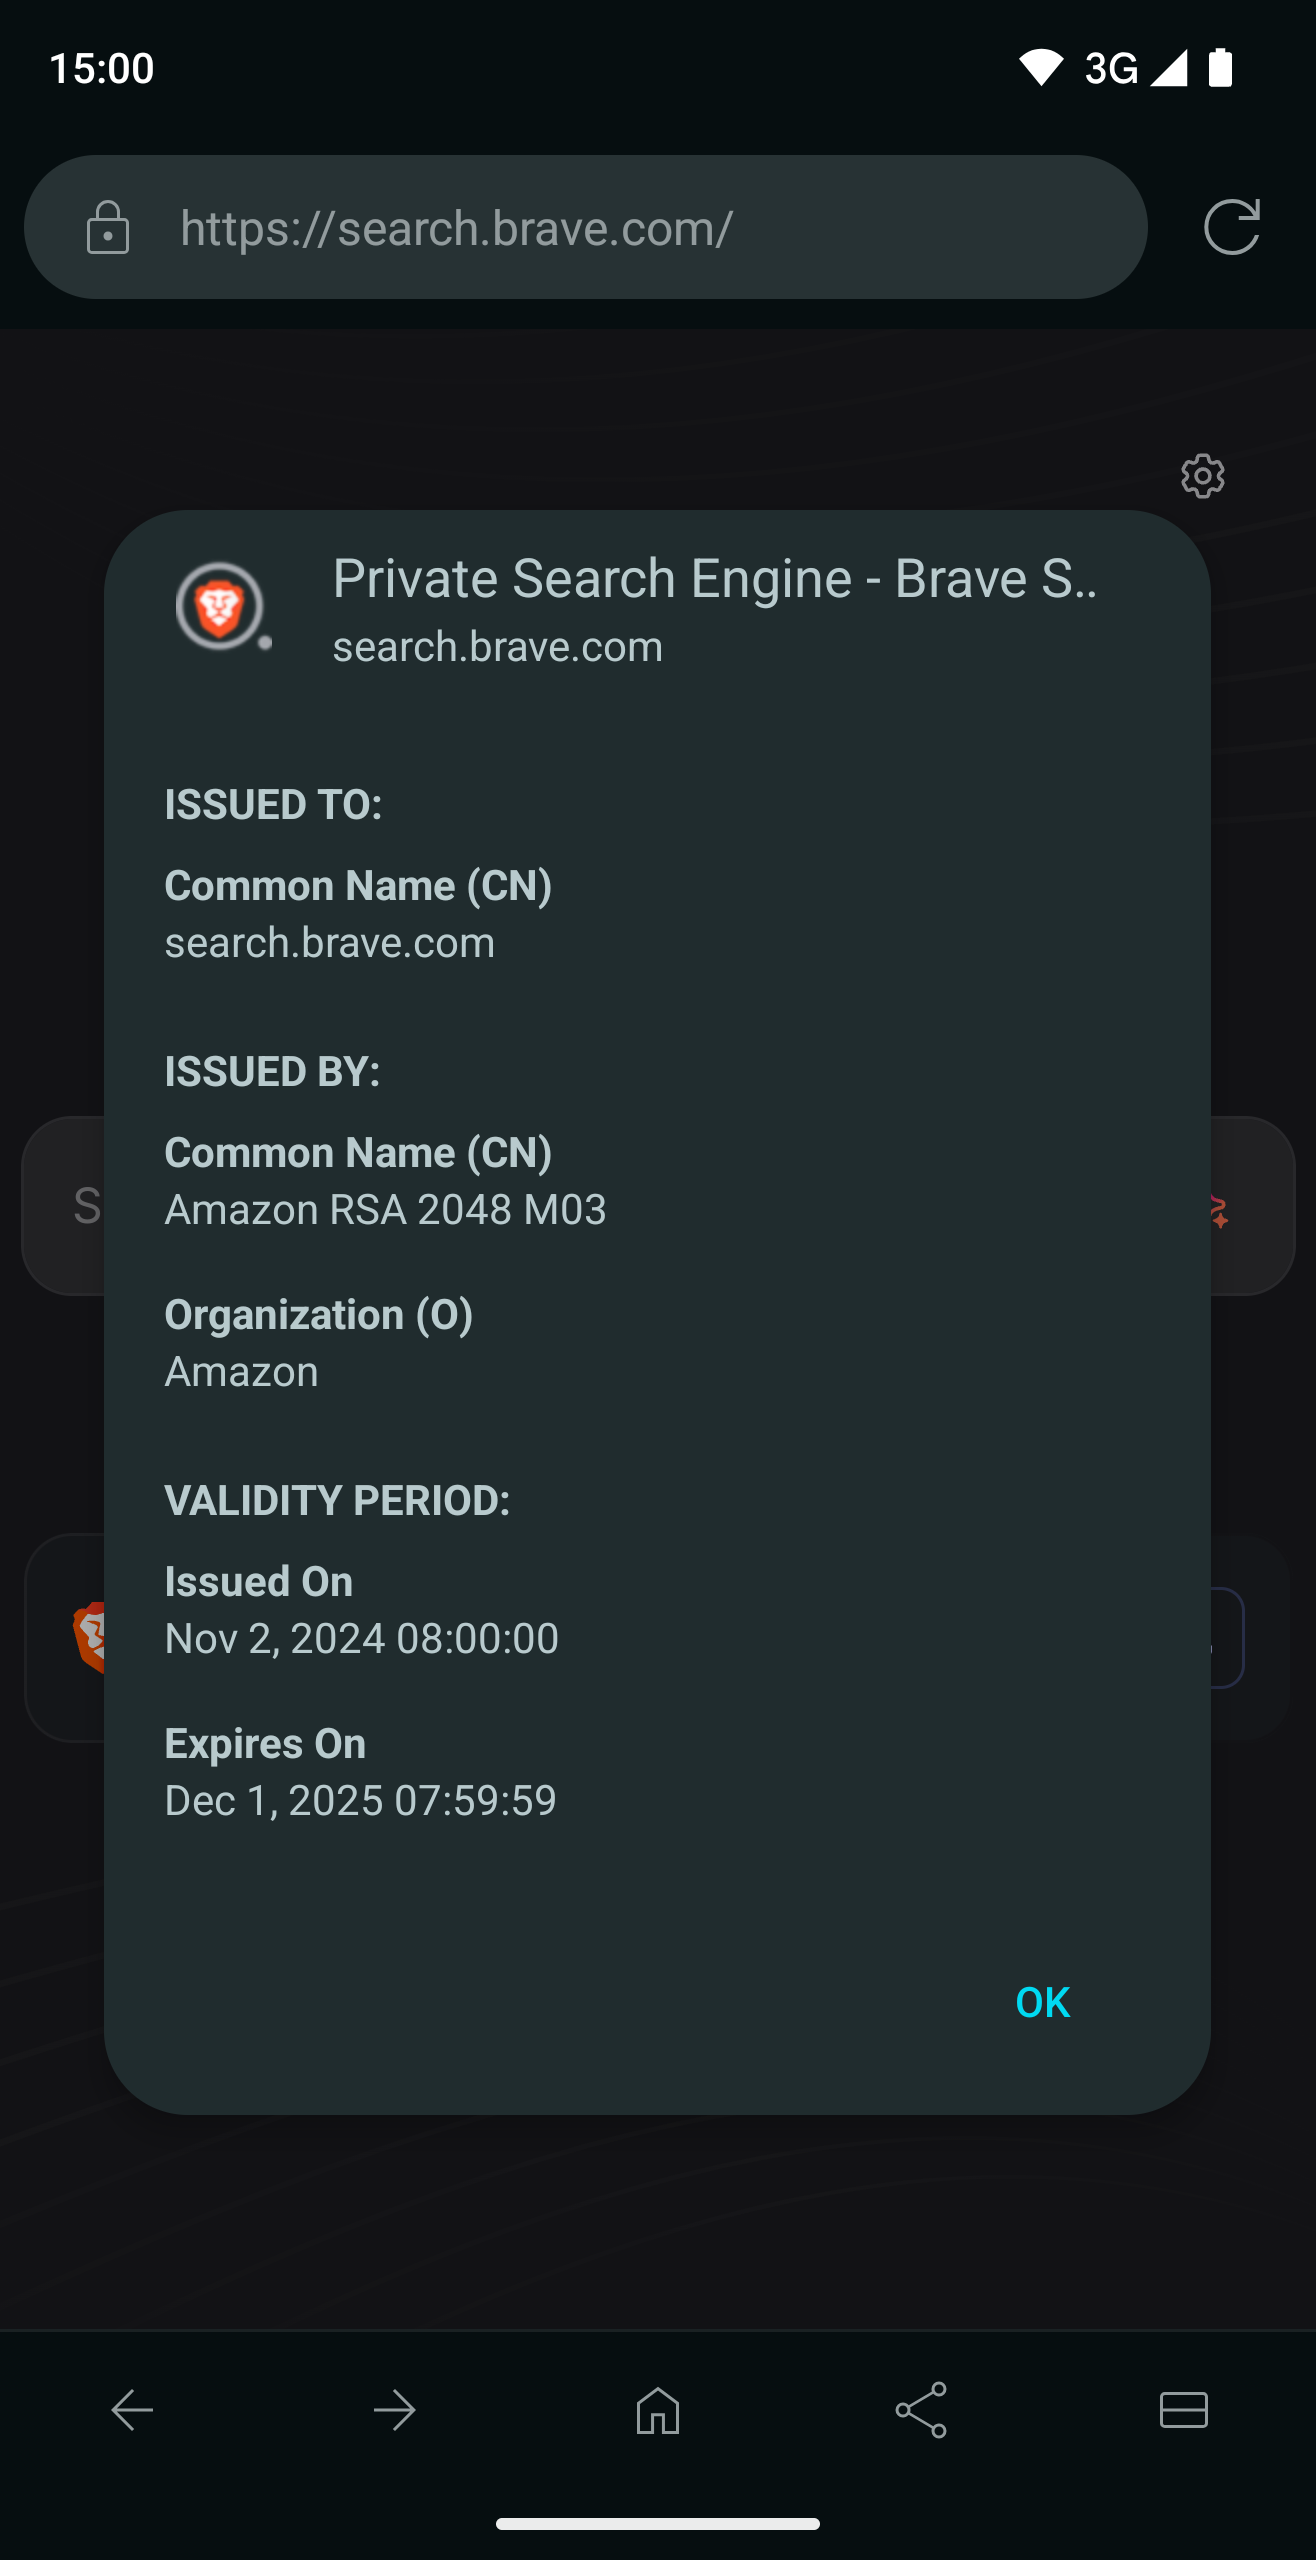 15:00
3G
https://search.brave.com/
Private Search Engine - Brave S..
search.brave.com
ISSUED TO:
Common Name (CN)
search.brave.com
ISSUED BY:
Common Name (CN)
Amazon RSA 2048 M03
S
Organization (O)
Amazon
VALIDITY PERIOD:
Issued On
Nov 2, 2024 08:00:00
Expires On
Dec 1, 2025 07:59:59
OK